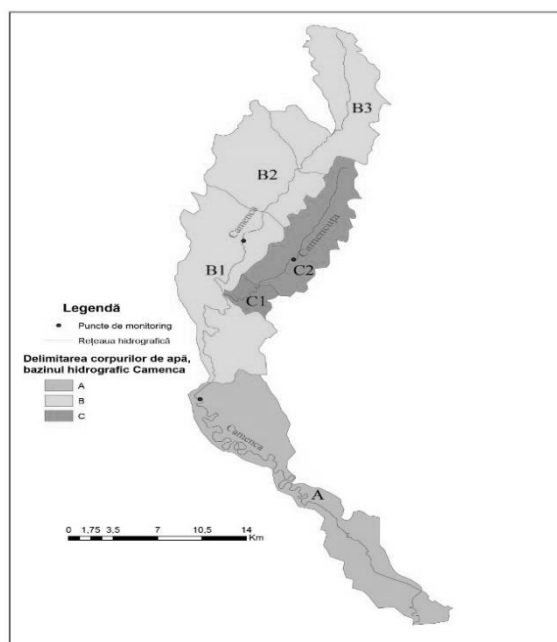 B3
B2
Camenca
Camencuța
B1
C2
C1
Legendă
Puncte de monitoring
Rețeaua hidrografică
Delimitarea corpurilor de apă,
bazinul hidrografic Camenca
A
B
C
Camenca
A
0 1,75 3,5 7 10,5 14
Km